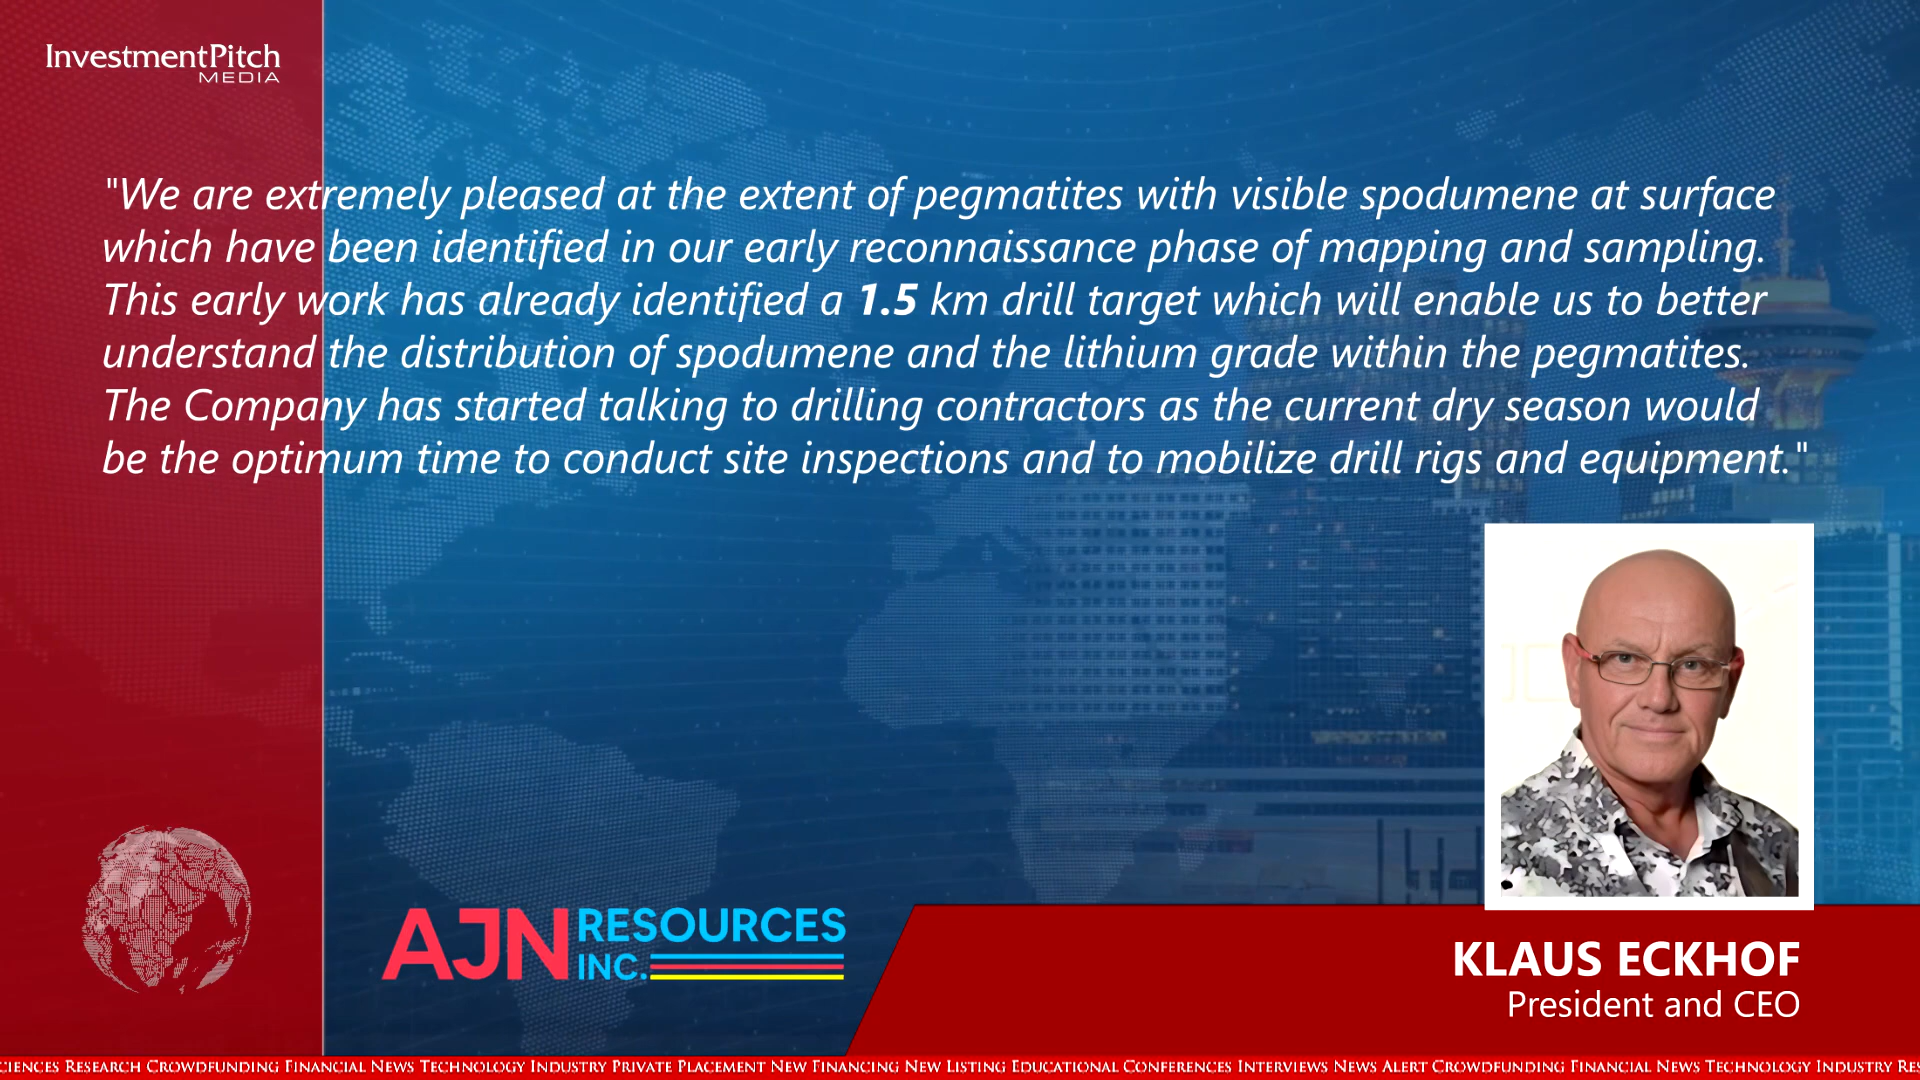 InvestmentPitch
MEDIA
"We are extremely pleased at the extent of pegmatites with visible spodumene at surface
which have been identified in our early reconnaissance phase of mapping and sampling.
This early work has already identified a 1.5 km drill target which will enable us to better
understand the distribution of spodumene and the lithium grade within the pegmatites.
The Company has started talking to drilling contractors as the current dry season would
be the optimum time to conduct site inspections and to mobilize drill rigs and equipment."
AJN RESOURCES
INC.
KLAUS ECKHOF
President and CEO
CIENCES RESEARCH CROWDFUNDING FINANCIAL NEWS TECHNOLOGY INDUSTRY PRIVATE PLACEMENT NEW FINANCING NEW LISTING EDUCATIONAL CONFERENCES INTERVIEWS NEWS ALERT CROWDFUNDING FINANCIAL NEWS TECHNOLOGY INDUSTRY RES